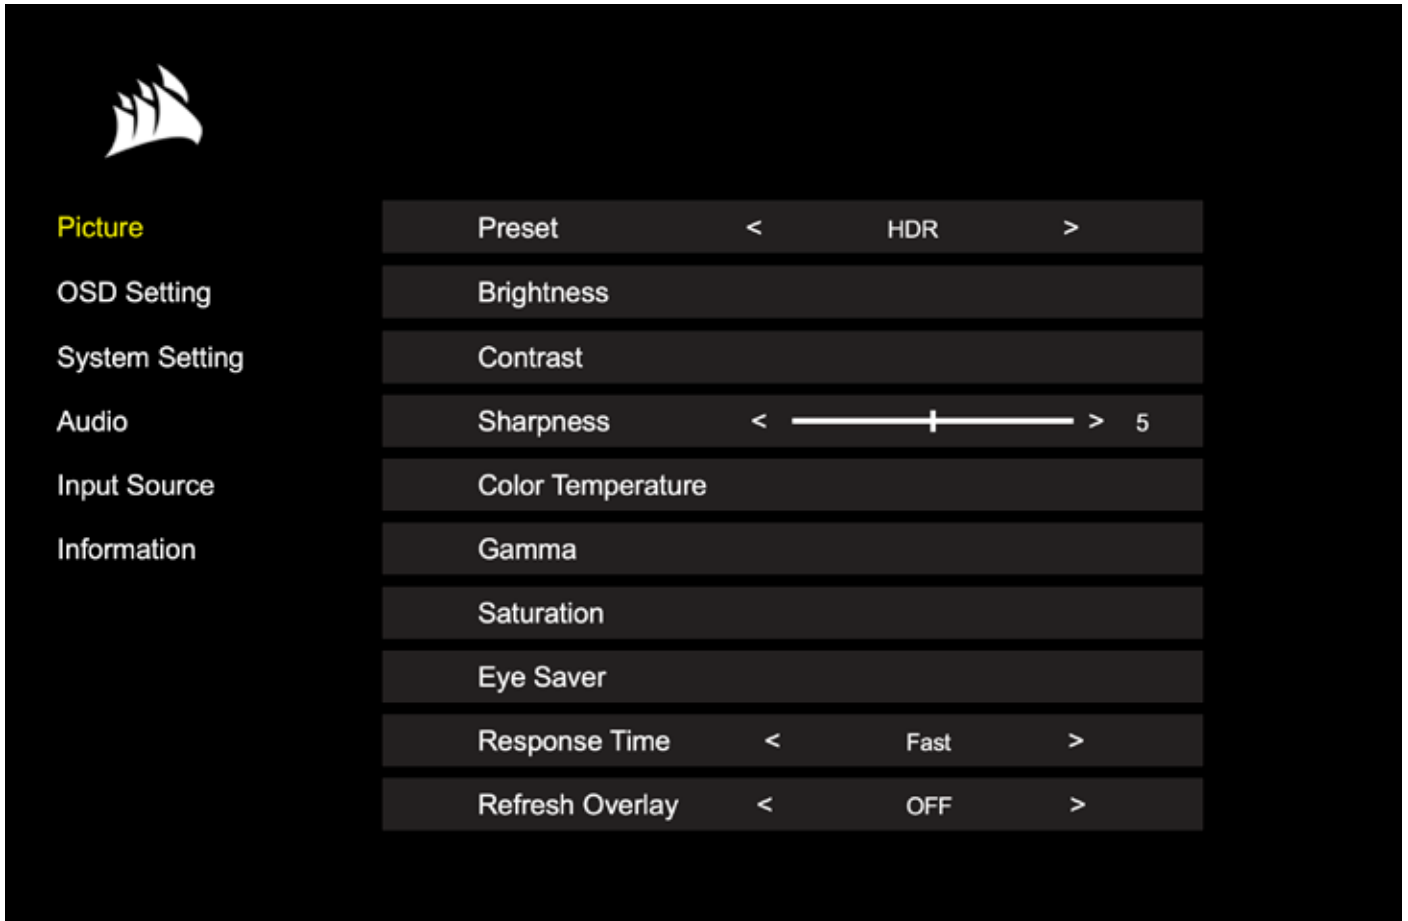 Picture
Preset < HDR >
OSD Setting
Brightness
System Setting
Contrast
Audio
Sharpness < > 5
Input Source
Color Temperature
Information
Gamma
Saturation
Eye Saver
Response Time < Fast >
Refresh Overlay < OFF >